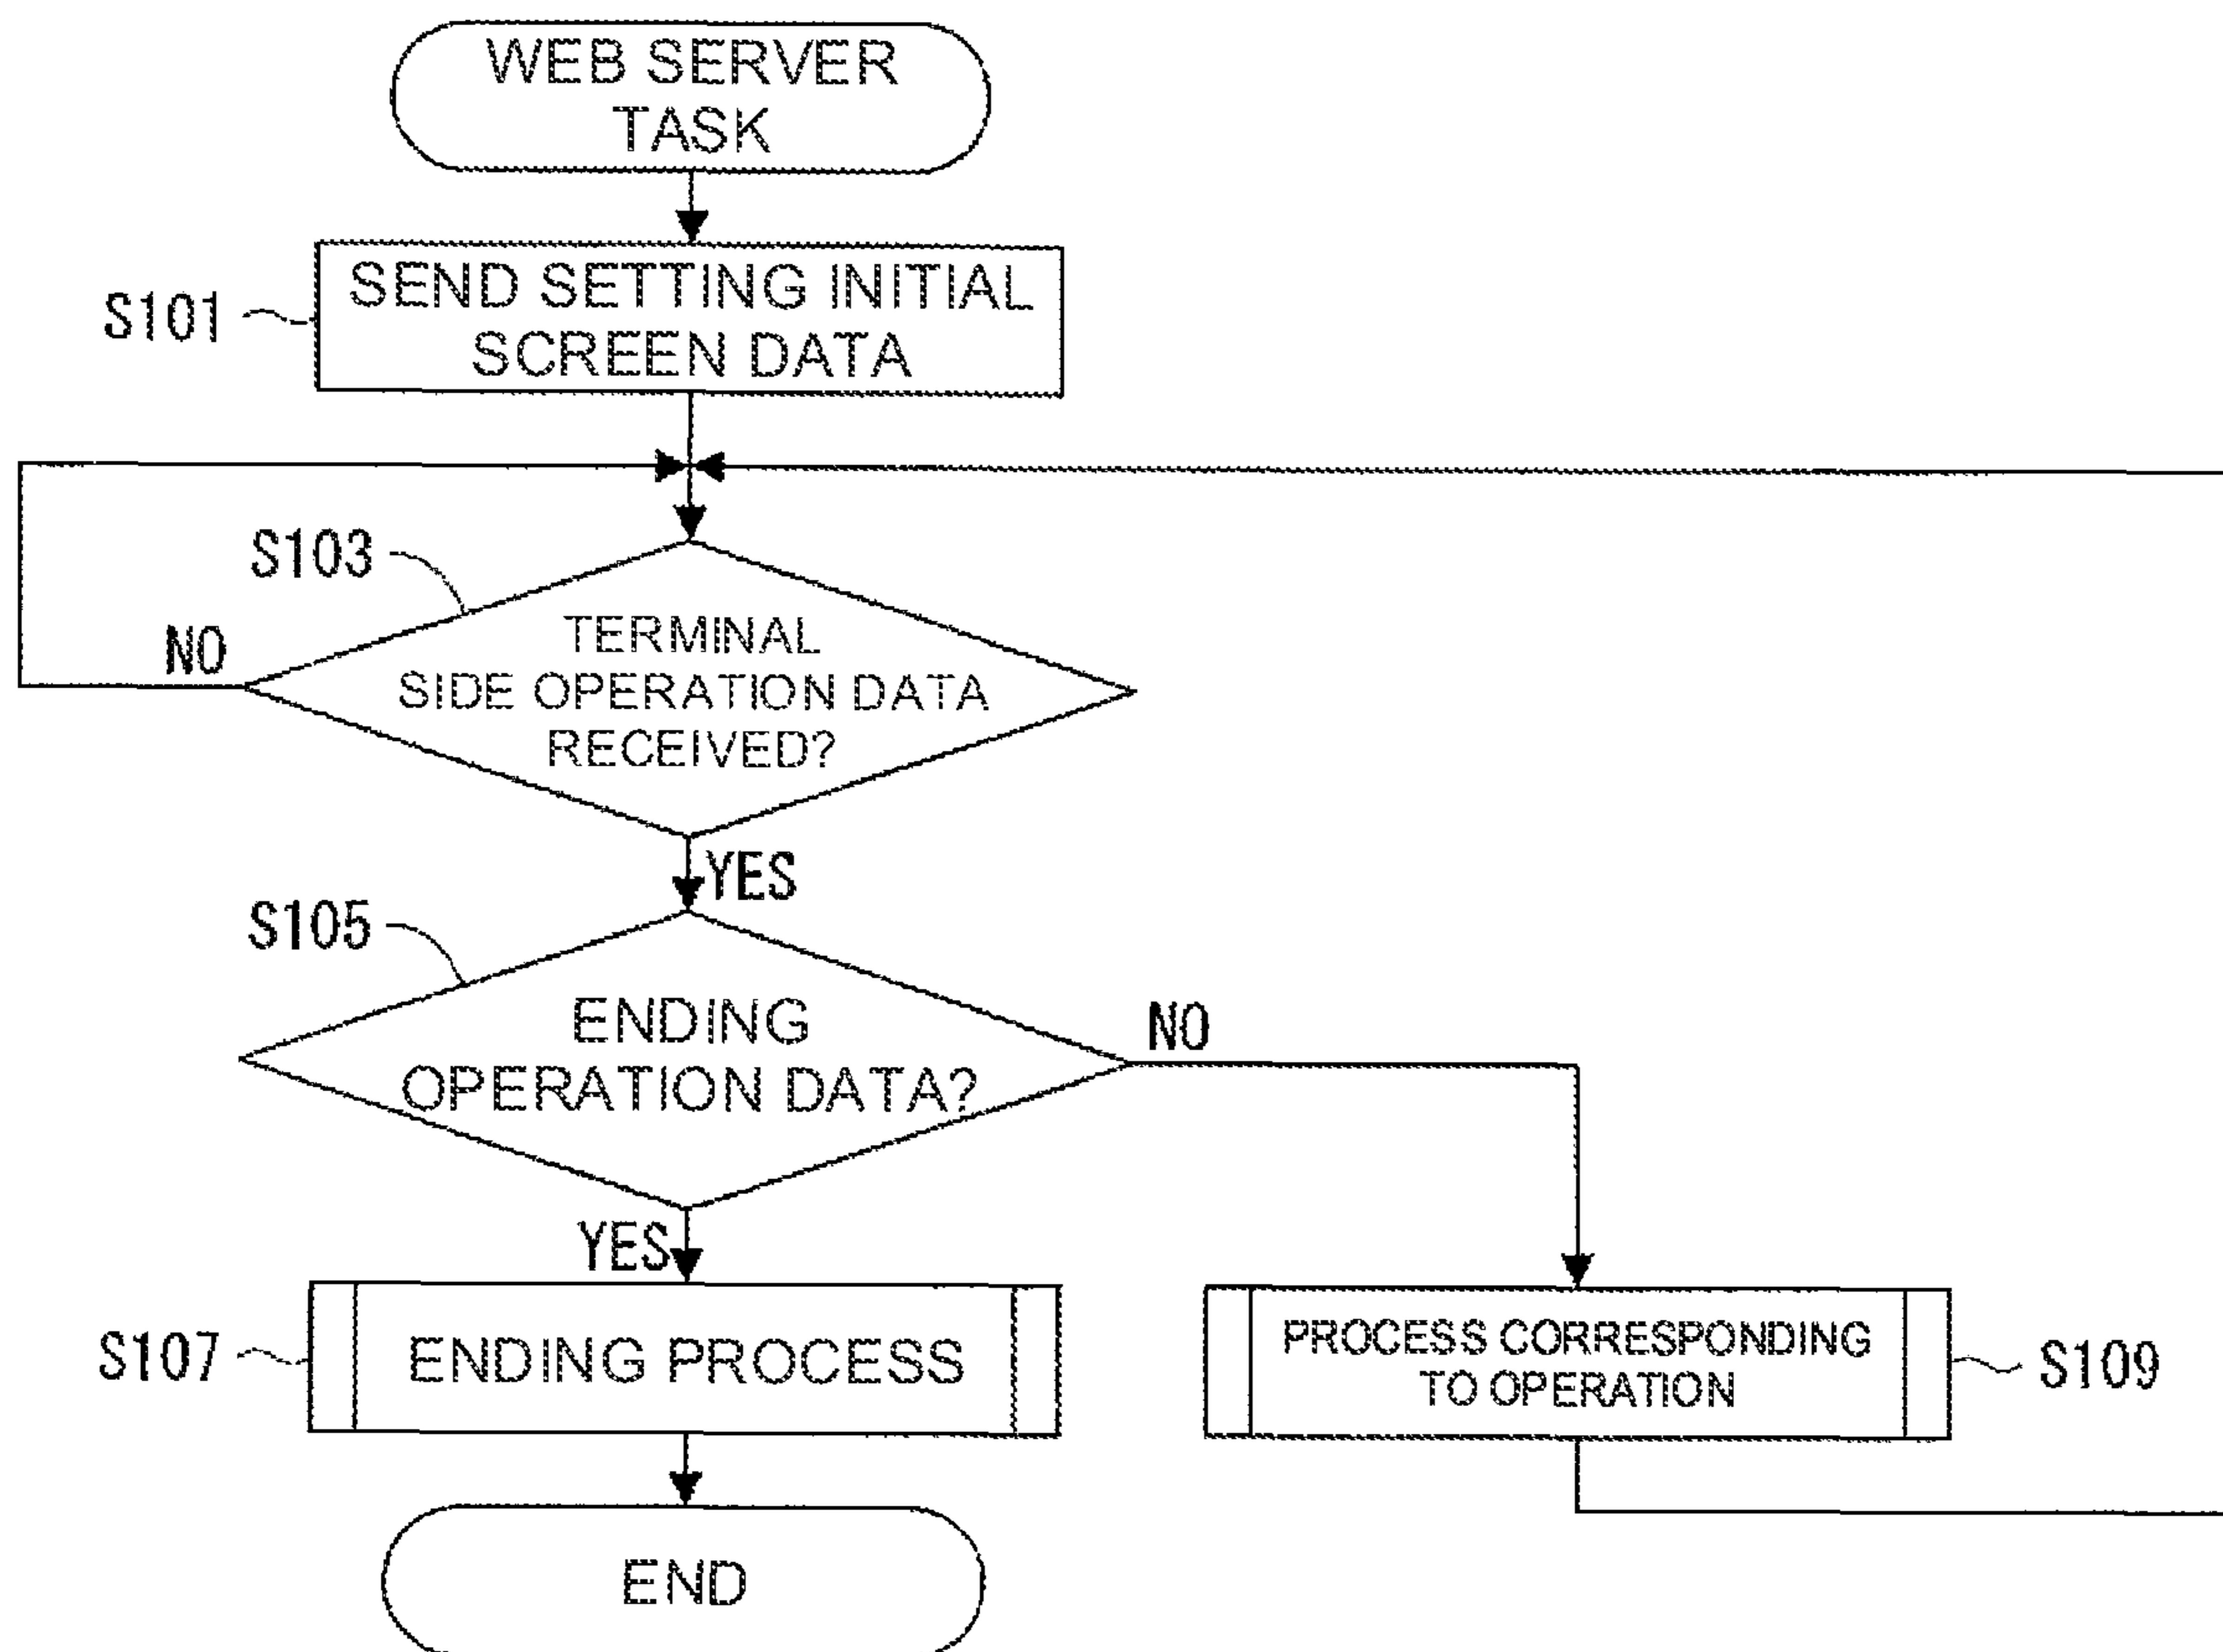 WEB SERVER
TASK
S101
SEND SETTING INITIAL
SCREEN DATA
S103
NO
TERMINAL
SIDE OPERATION DATA
RECEIVED?
YES
S105
ENDING
OPERATION DATA?
NO
YES
S107
ENDING PROCESS
PROCESS CORRESPONDING
TO OPERATION
S109
END